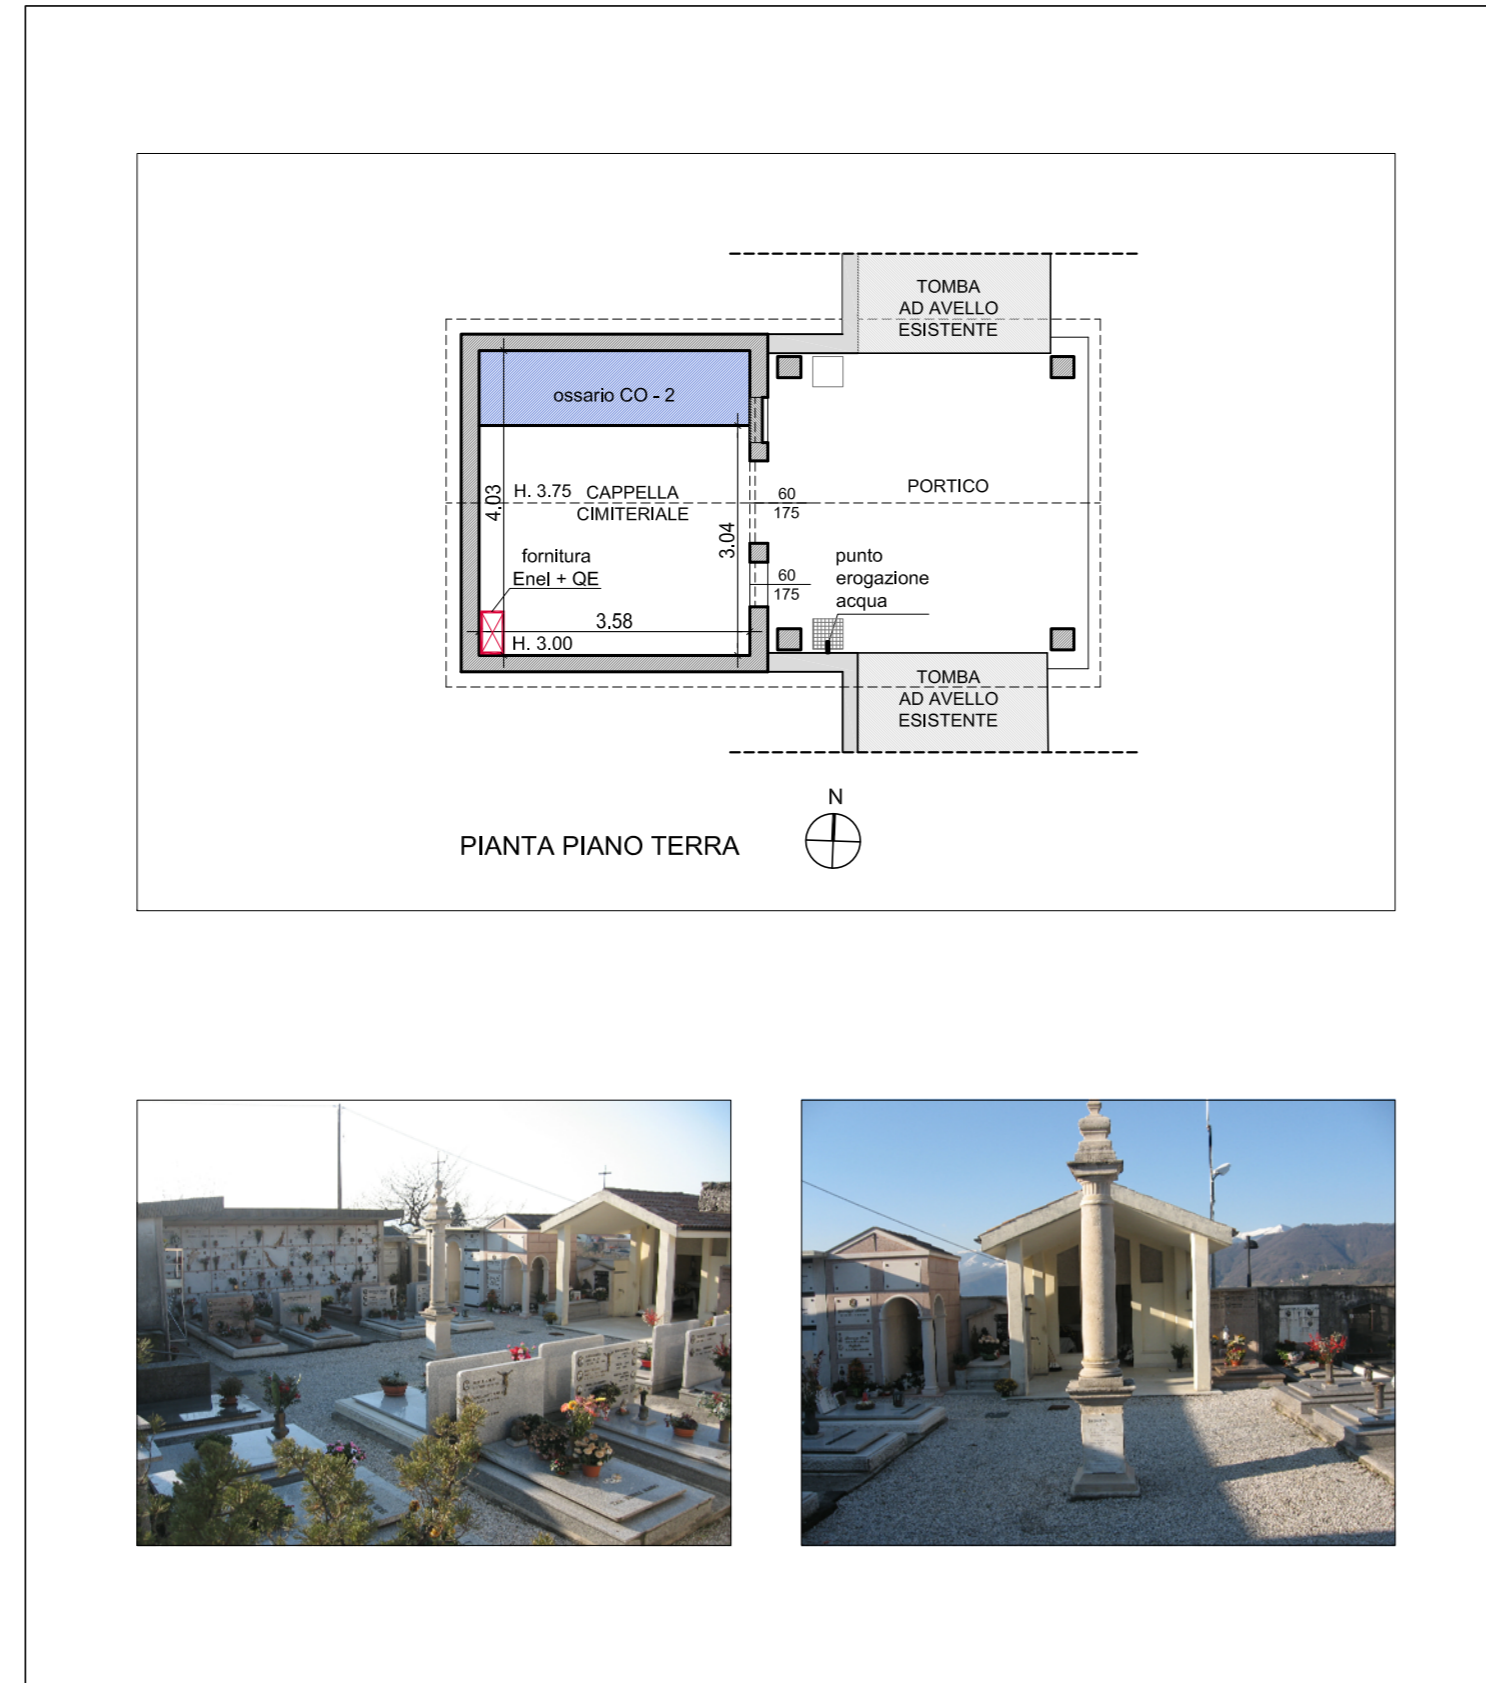 TOMBA
AD AVELLO
ESISTENTE
ossario CO - 2
4.03
H. 3.75
CAPPELLA
CIMITERIALE
3.04
60
175
PORTICO
fornitura
Enel + QE
60
175
punto
erogazione
acqua
3.58
H. 3.00
TOMBA
AD AVELLO
ESISTENTE
N
PIANTA PIANO TERRA